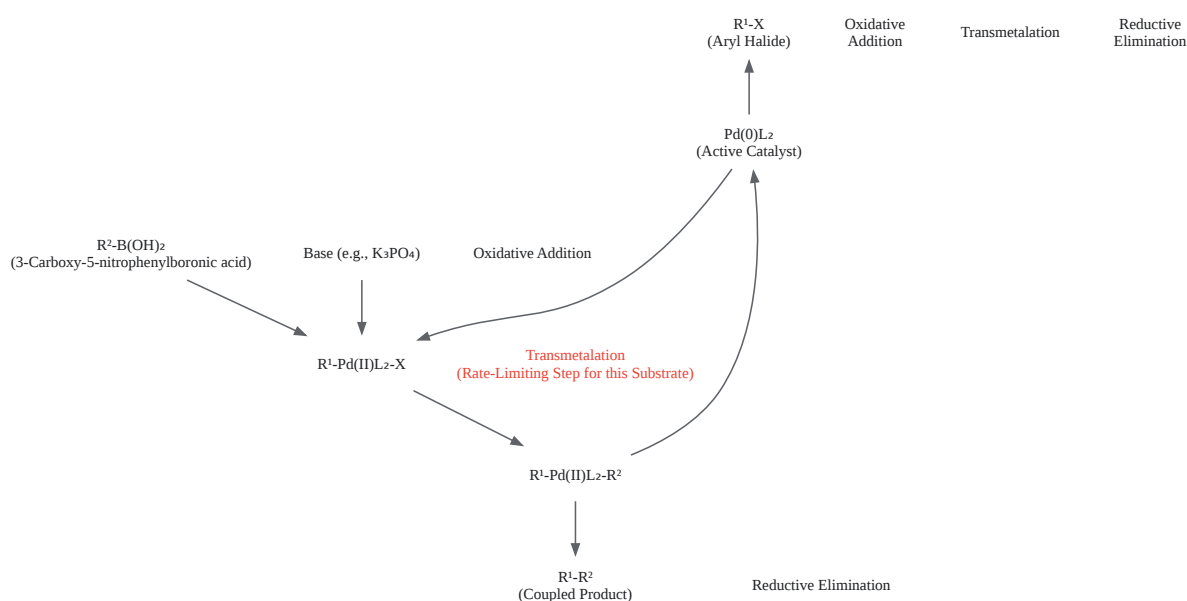 R¹-X
(Aryl Halide)
Oxidative
Addition
Transmetalation
Reductive
Elimination
Pd(0)L₂
(Active Catalyst)
R²-B(OH)₂
(3-Carboxy-5-nitrophenylboronic acid)
Base (e.g., K₃PO₄)
Oxidative Addition
R¹-Pd(II)L₂-X
Transmetalation
(Rate-Limiting Step for this Substrate)
R¹-Pd(II)L₂-R²
R¹-R²
(Coupled Product)
Reductive Elimination